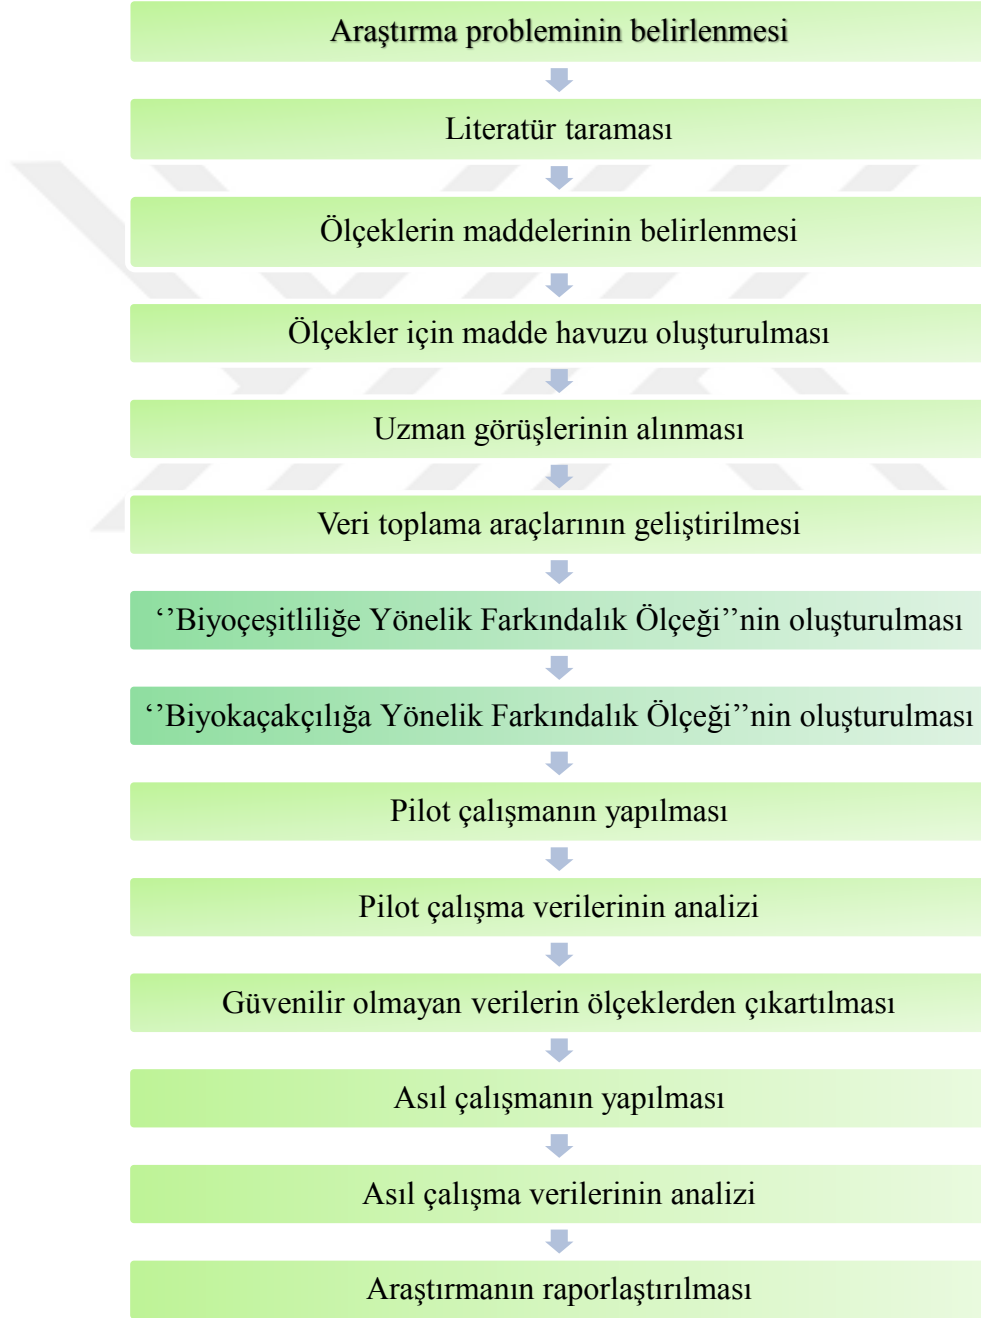 Araştırma probleminin belirlenmesi
Literatür taraması
Ölçeklerin maddelerinin belirlenmesi
Ölçekler için madde havuzu oluşturulması
Uzman görüşlerinin alınması
Veri toplama araçlarının geliştirilmesi
‘’Biyoçeşitliliğe Yönelik Farkındalık Ölçeği’’nin oluşturulması
‘’Biyokaçakçılığa Yönelik Farkındalık Ölçeği’’nin oluşturulması
Pilot çalışmanın yapılması
Pilot çalışma verilerinin analizi
Güvenilir olmayan verilerin ölçeklerden çıkartılması
Asıl çalışmanın yapılması
Asıl çalışma verilerinin analizi
Araştırmanın raporlaştırılması